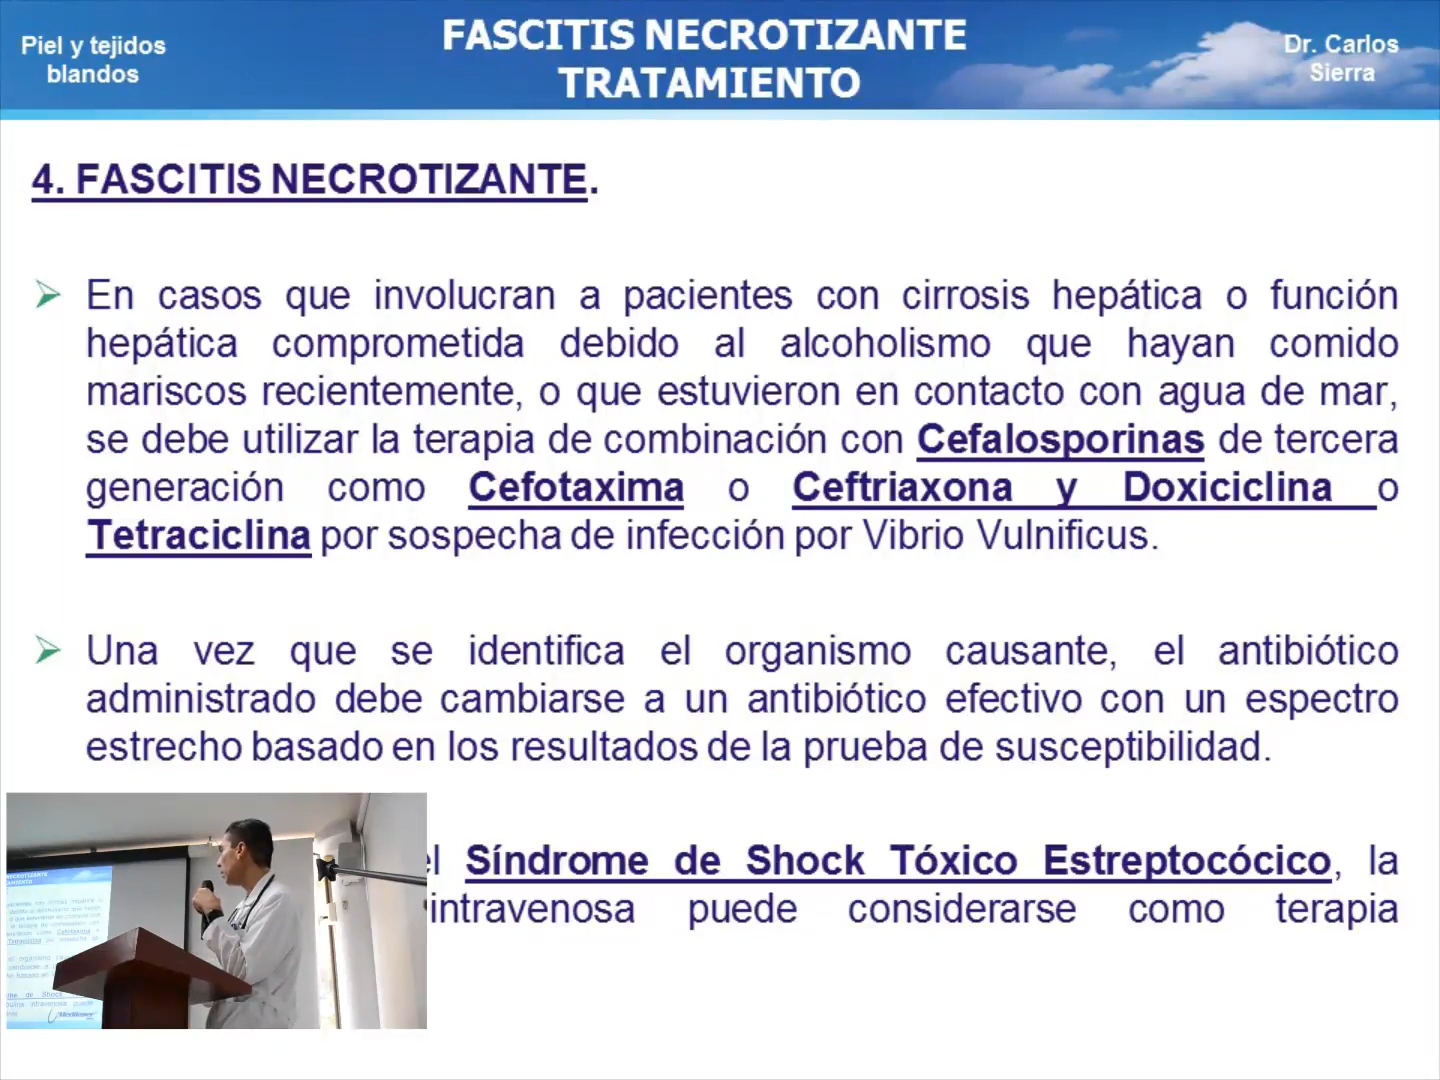 Piel y tejidos
blandos
FASCITIS NECROTIZANTE
TRATAMIENTO
Dr. Carlos
Sierra
4. FASCITIS NECROTIZANTE.
En casos que involucran a pacientes con cirrosis hepática o función
hepática comprometida debido al alcoholismo que hayan comido
mariscos recientemente, o que estuvieron en contacto con agua de mar,
se debe utilizar la terapia de combinación con Cefalosporinas de tercera
generación como Cefotaxima o Ceftriaxona y Doxiciclina o
Tetraciclina por sospecha de infección por Vibrio Vulnificus.
Una vez que se identifica el organismo causante, el antibiótico
administrado debe cambiarse a un antibiótico efectivo con un espectro
estrecho basado en los resultados de la prueba de susceptibilidad.
el Síndrome de Shock Tóxico Estreptocócico, la
intravenosa puede considerarse como terapia